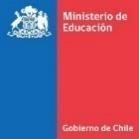 Ministerio de
Educación
Gobierno de Chile